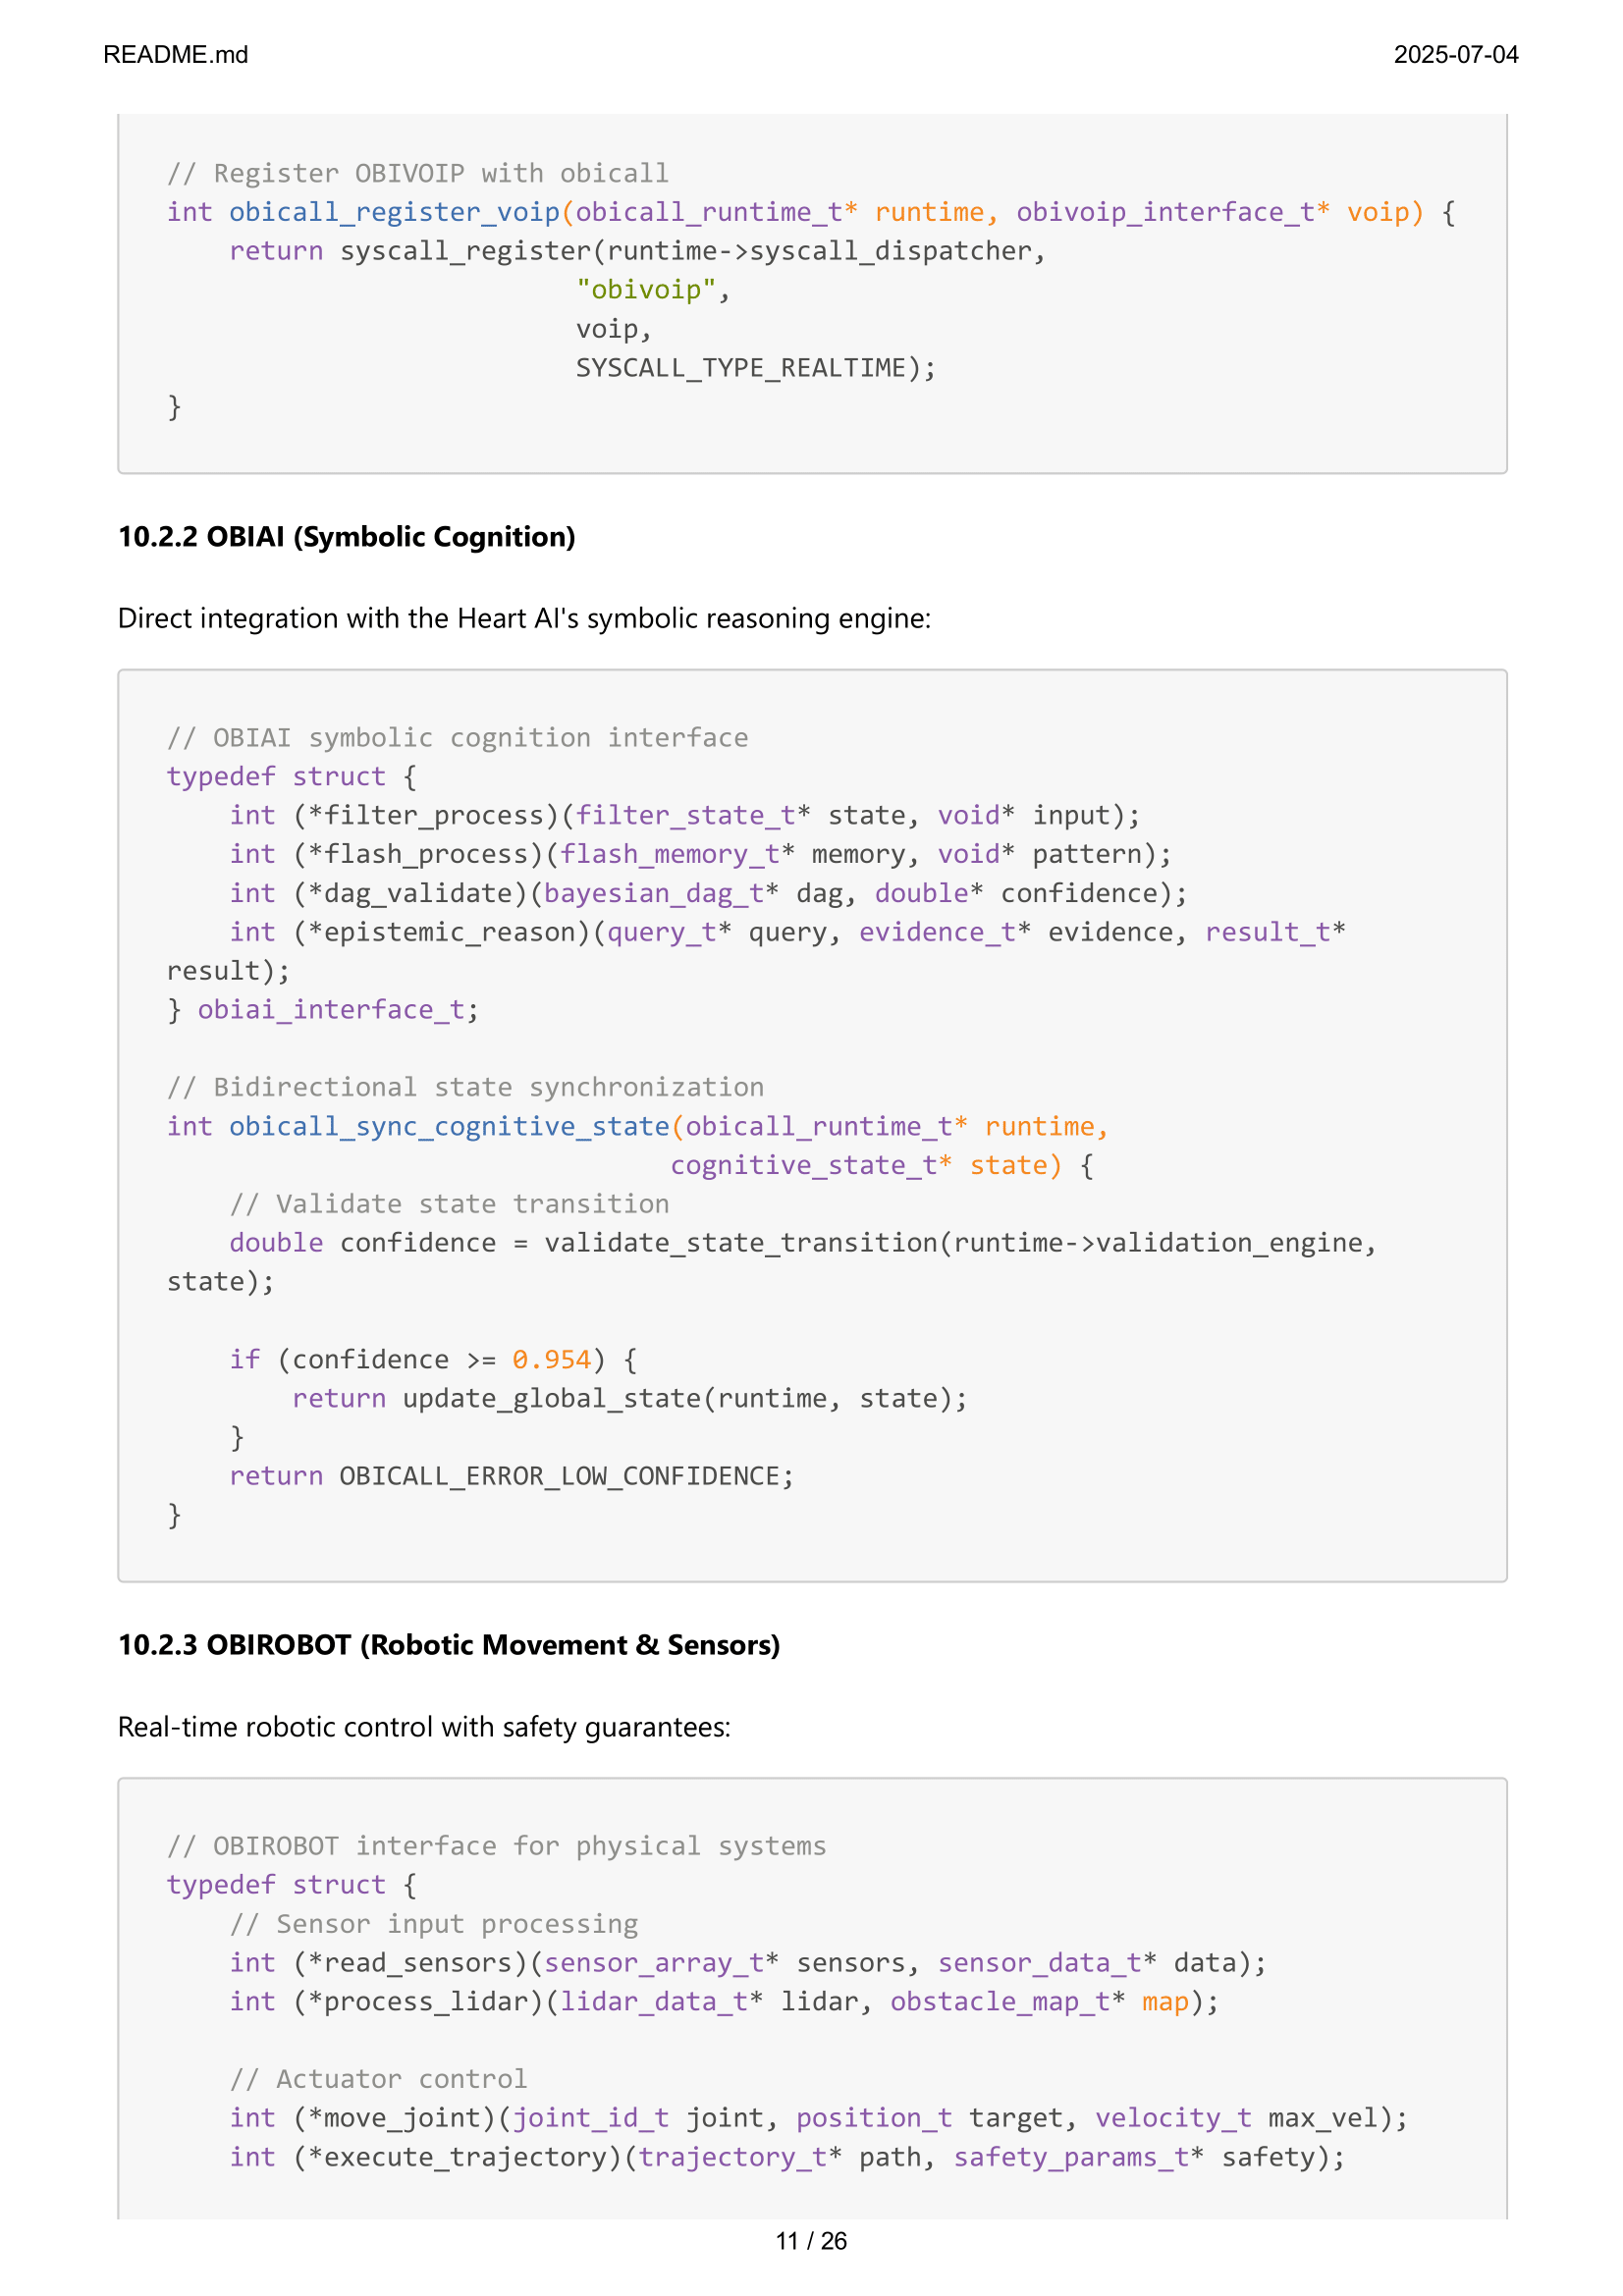 README.md
2025-07-04
// Register OBIVOIP with obicall
int obicall_register_voip(obicall_runtime_t* runtime, obivoip_interface_t* voip) {
    return syscall_register(runtime->syscall_dispatcher,
                          "obivoip",
                          voip,
                          SYSCALL_TYPE_REALTIME);
}
10.2.2 OBIAI (Symbolic Cognition)
Direct integration with the Heart AI's symbolic reasoning engine:
// OBIAI symbolic cognition interface
typedef struct {
    int (*filter_process)(filter_state_t* state, void* input);
    int (*flash_process)(flash_memory_t* memory, void* pattern);
    int (*dag_validate)(bayesian_dag_t* dag, double* confidence);
    int (*epistemic_reason)(query_t* query, evidence_t* evidence, result_t*
result);
} obiai_interface_t;
// Bidirectional state synchronization
int obicall_sync_cognitive_state(obicall_runtime_t* runtime,
                                cognitive_state_t* state) {
    // Validate state transition
    double confidence = validate_state_transition(runtime->validation_engine,
state);
    if (confidence >= 0.954) {
        return update_global_state(runtime, state);
    }
    return OBICALL_ERROR_LOW_CONFIDENCE;
}
10.2.3 OBIROBOT (Robotic Movement & Sensors)
Real-time robotic control with safety guarantees:
// OBIROBOT interface for physical systems
typedef struct {
    // Sensor input processing
    int (*read_sensors)(sensor_array_t* sensors, sensor_data_t* data);
    int (*process_lidar)(lidar_data_t* lidar, obstacle_map_t* map);
    // Actuator control
    int (*move_joint)(joint_id_t joint, position_t target, velocity_t max_vel);
    int (*execute_trajectory)(trajectory_t* path, safety_params_t* safety);
11 / 26